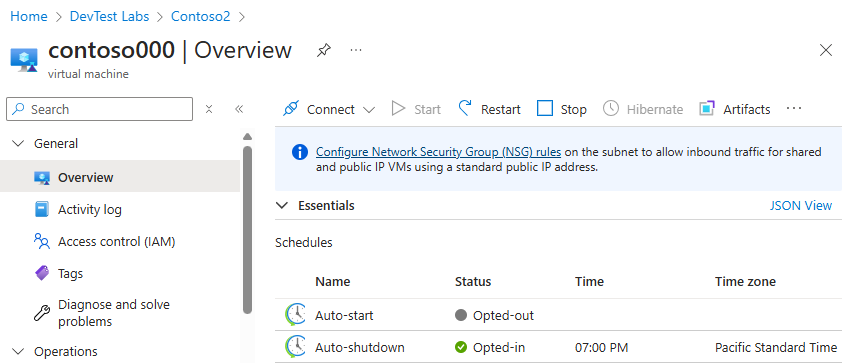 Home > DevTest Labs > Contoso2 >
contoso000 | Overview
virtual machine
Search
Connect Start Restart Stop Hibernate Artifacts
General
Overview
Activity log
Access control (IAM)
Tags
Diagnose and solve
problems
Operations
Configure Network Security Group (NSG) rules on the subnet to allow inbound traffic for shared
and public IP VMs using a standard public IP address.
Essentials JSON View
Schedules
Name Status Time Time zone
Auto-start Opted-out
Auto-shutdown Opted-in 07:00 PM Pacific Standard Time